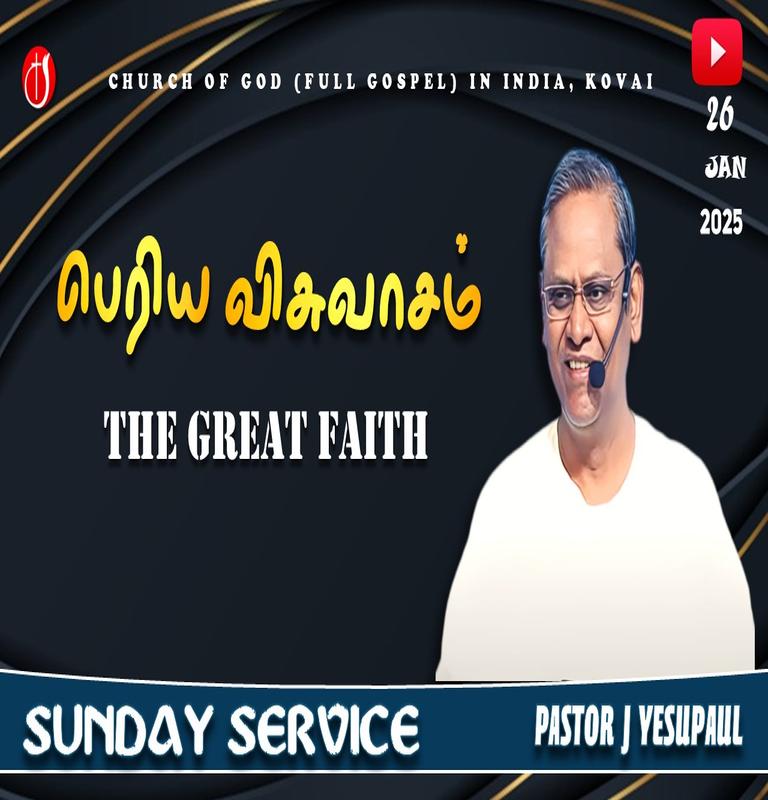 CHURCH OF GOD (FULL GOSPEL) IN INDIA, KOVAI
26
JAN
2025
பெரிய விசுவாசம்
THE GREAT FAITH
SUNDAY SERVICE
PASTOR J YESUPAUL